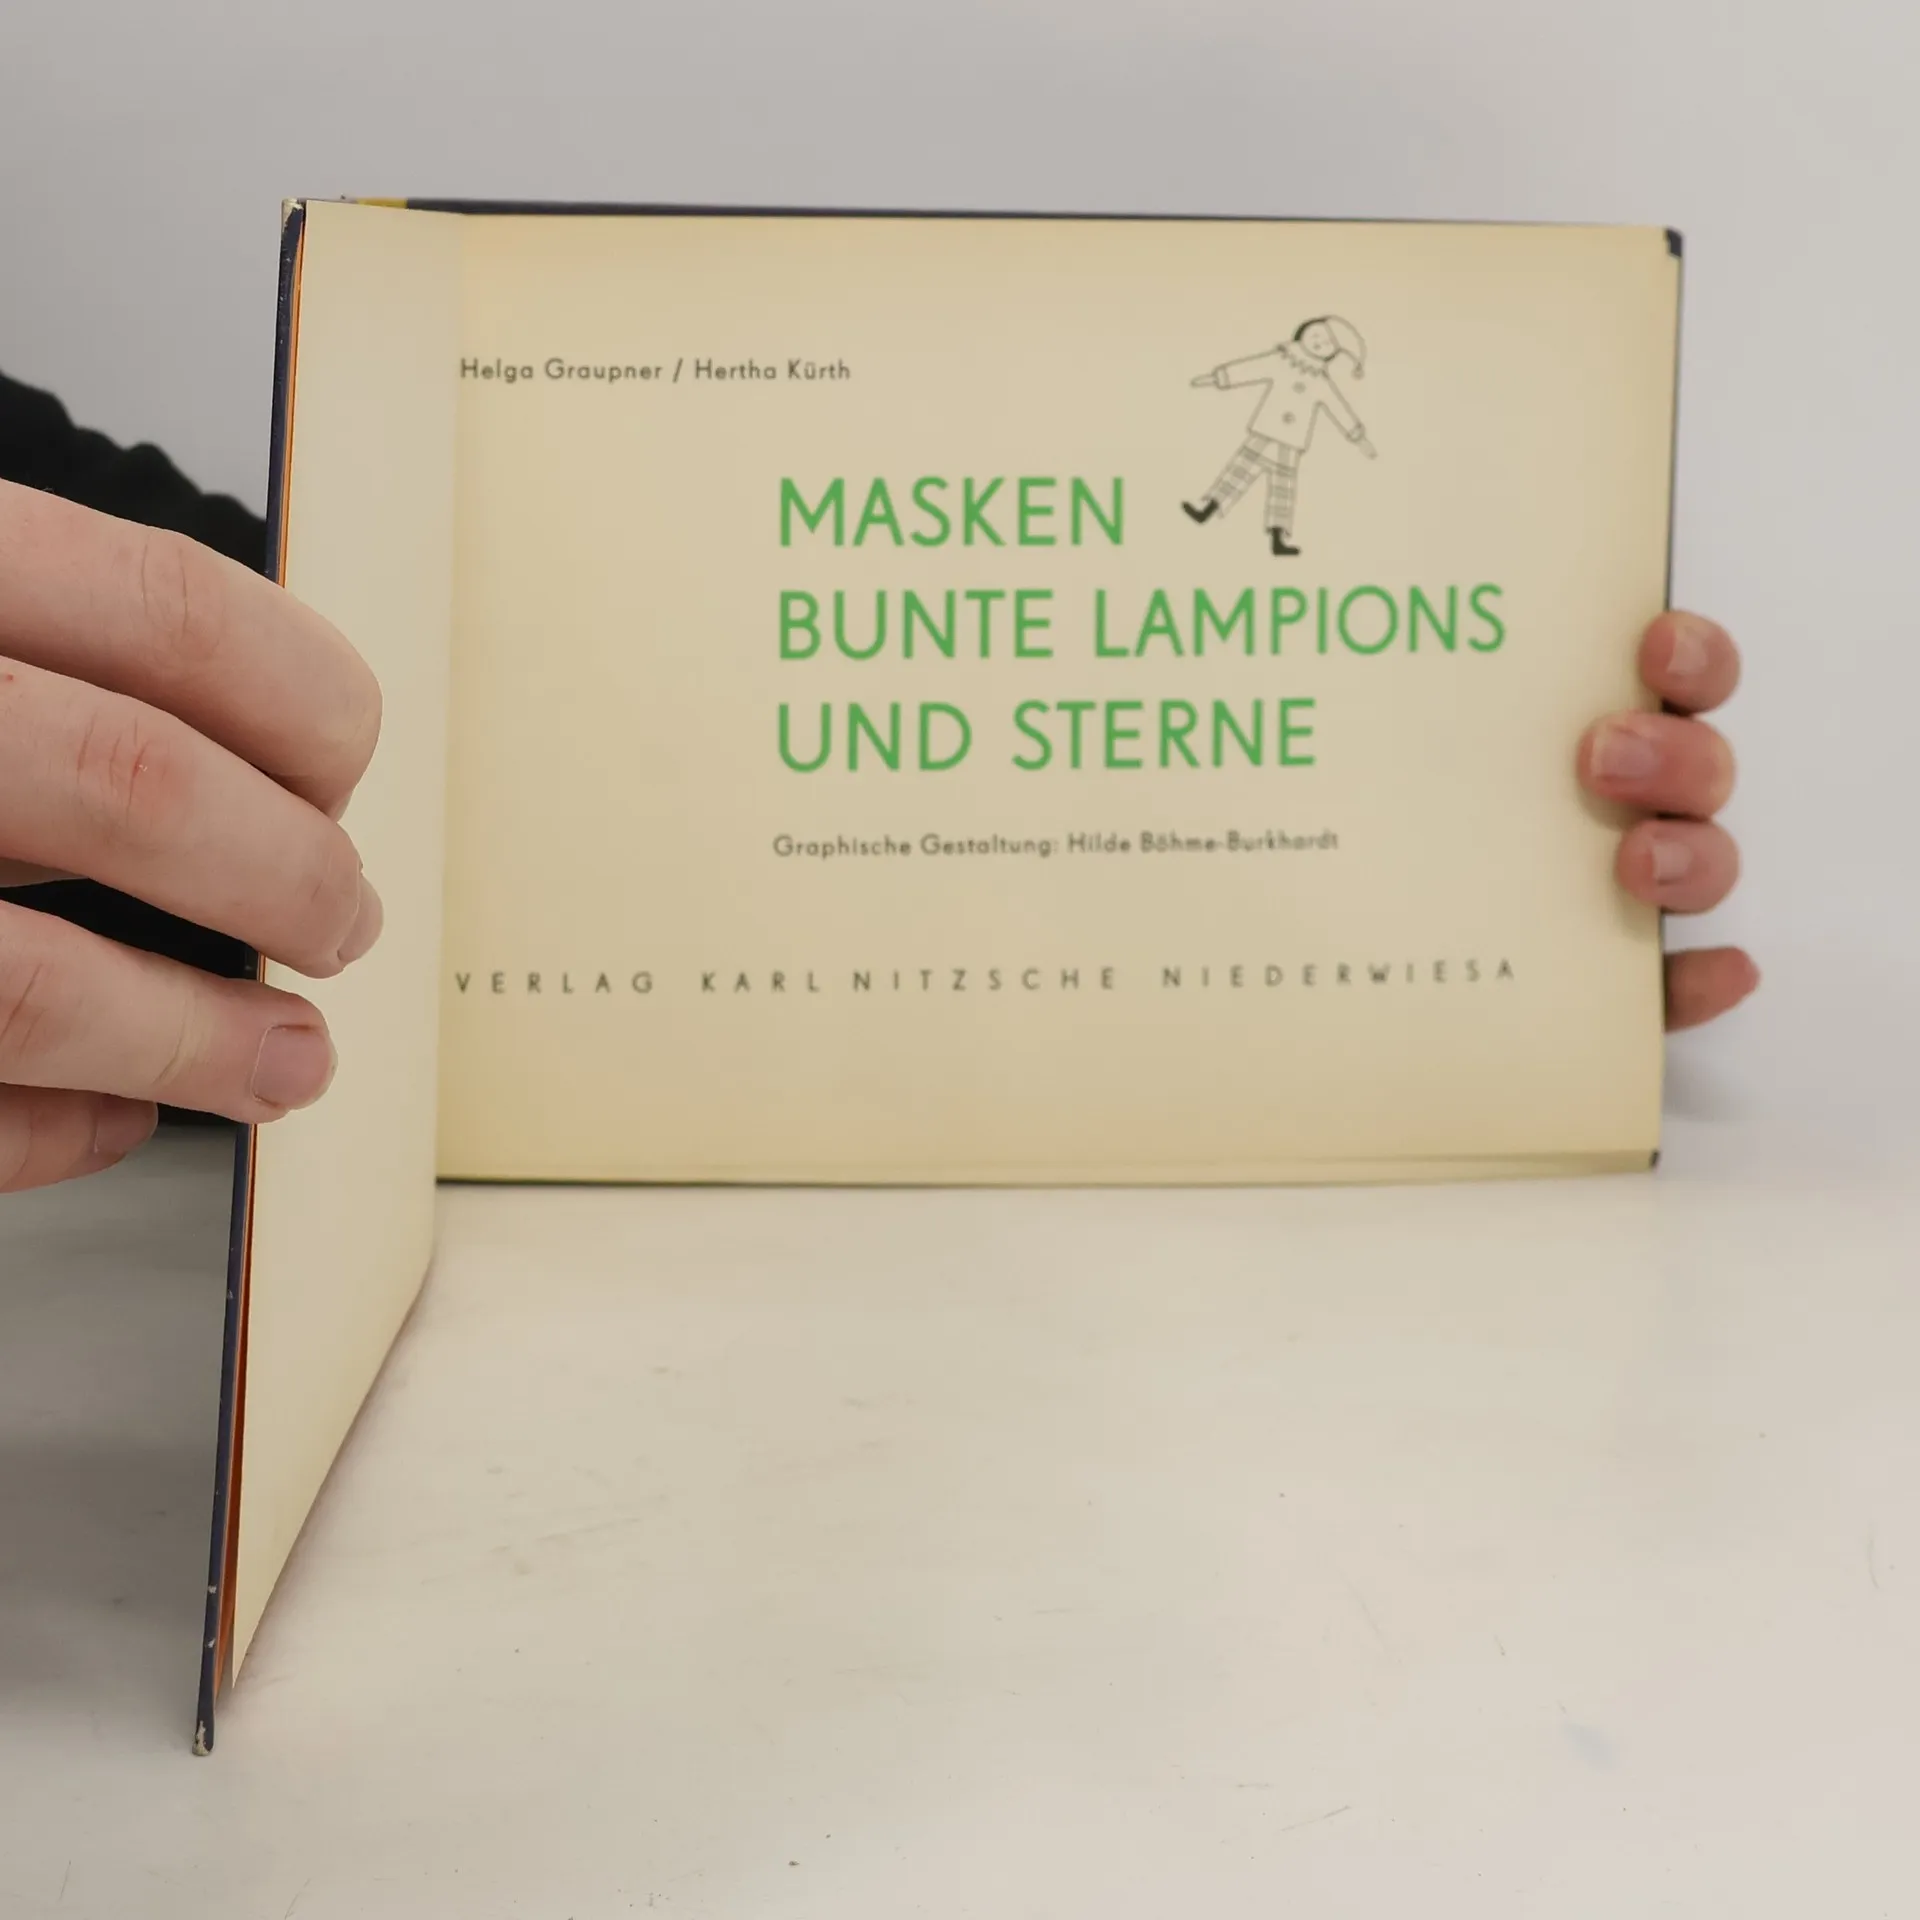 Helga Graupner / Hertha Kürth
MASKEN
BUNTE LAMPIONS
UND STERNE
Graphische Gestaltung: Hilde Böhme-Burkhardt
VERLAG KARL NITZSCHE NIEDERWIESA